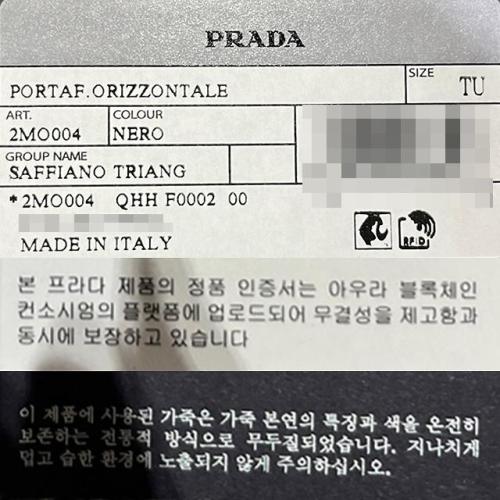 PRADA
SIZE
PORTAF.ORIZZONTALE TU
ART. COLOUR
2MO004 NERO
GROUP NAME
SAFFIANO TRIANG
*2MO004 QHH F0002 00
RFID
MADE IN ITALY
본 프라다 제품의 정품 인증서는 아우라 블록체인
컨소시엄의 플랫폼에 업로드되어 무결성을 제고함과
동시에 보장하고 있습니다
이 제품에 사용된 가죽은 가죽 본연의 특징과 색을 온전히
보존하는 전통적 방식으로 무두질되었습니다. 지나치게
덥고 습한 환경에 노출되지 않게 주의하십시오.